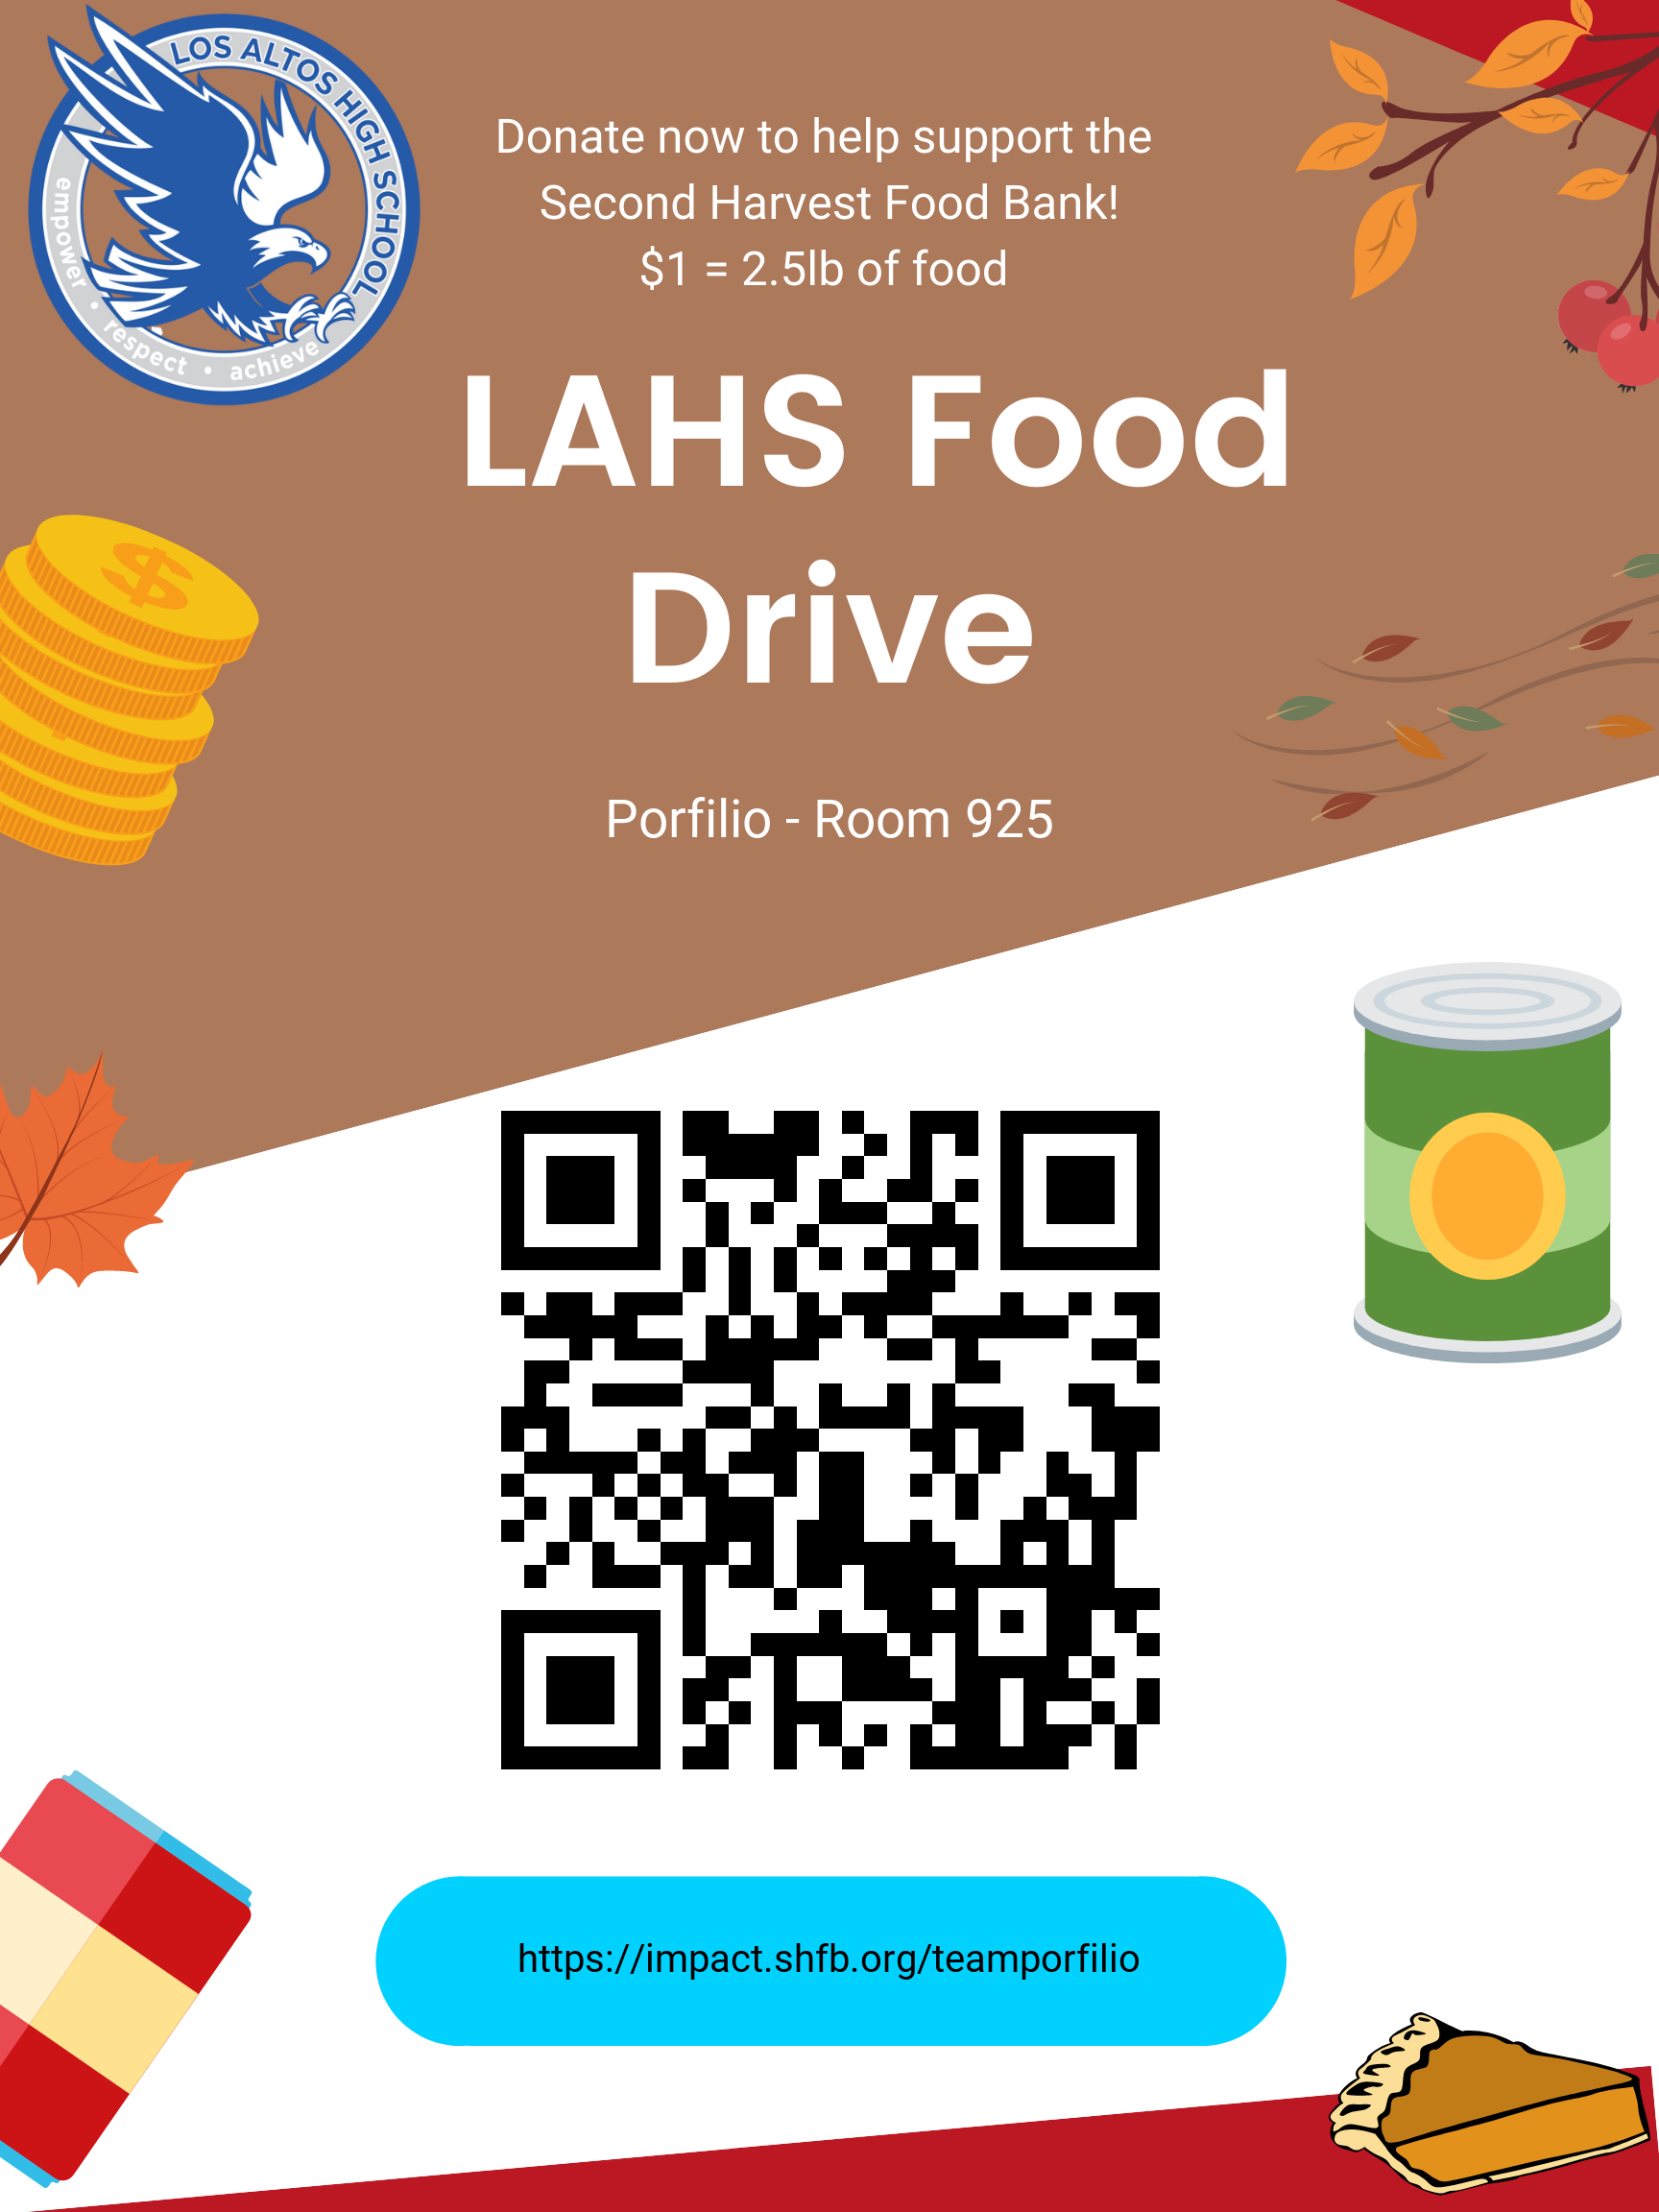 LOS ALTOS HIGH SCHOOL
empower • respect • achieve
Donate now to help support the
Second Harvest Food Bank!
$1 = 2.5lb of food
LAHS Food
Drive
Porfilio - Room 925
$
https://impact.shfb.org/teamporfilio